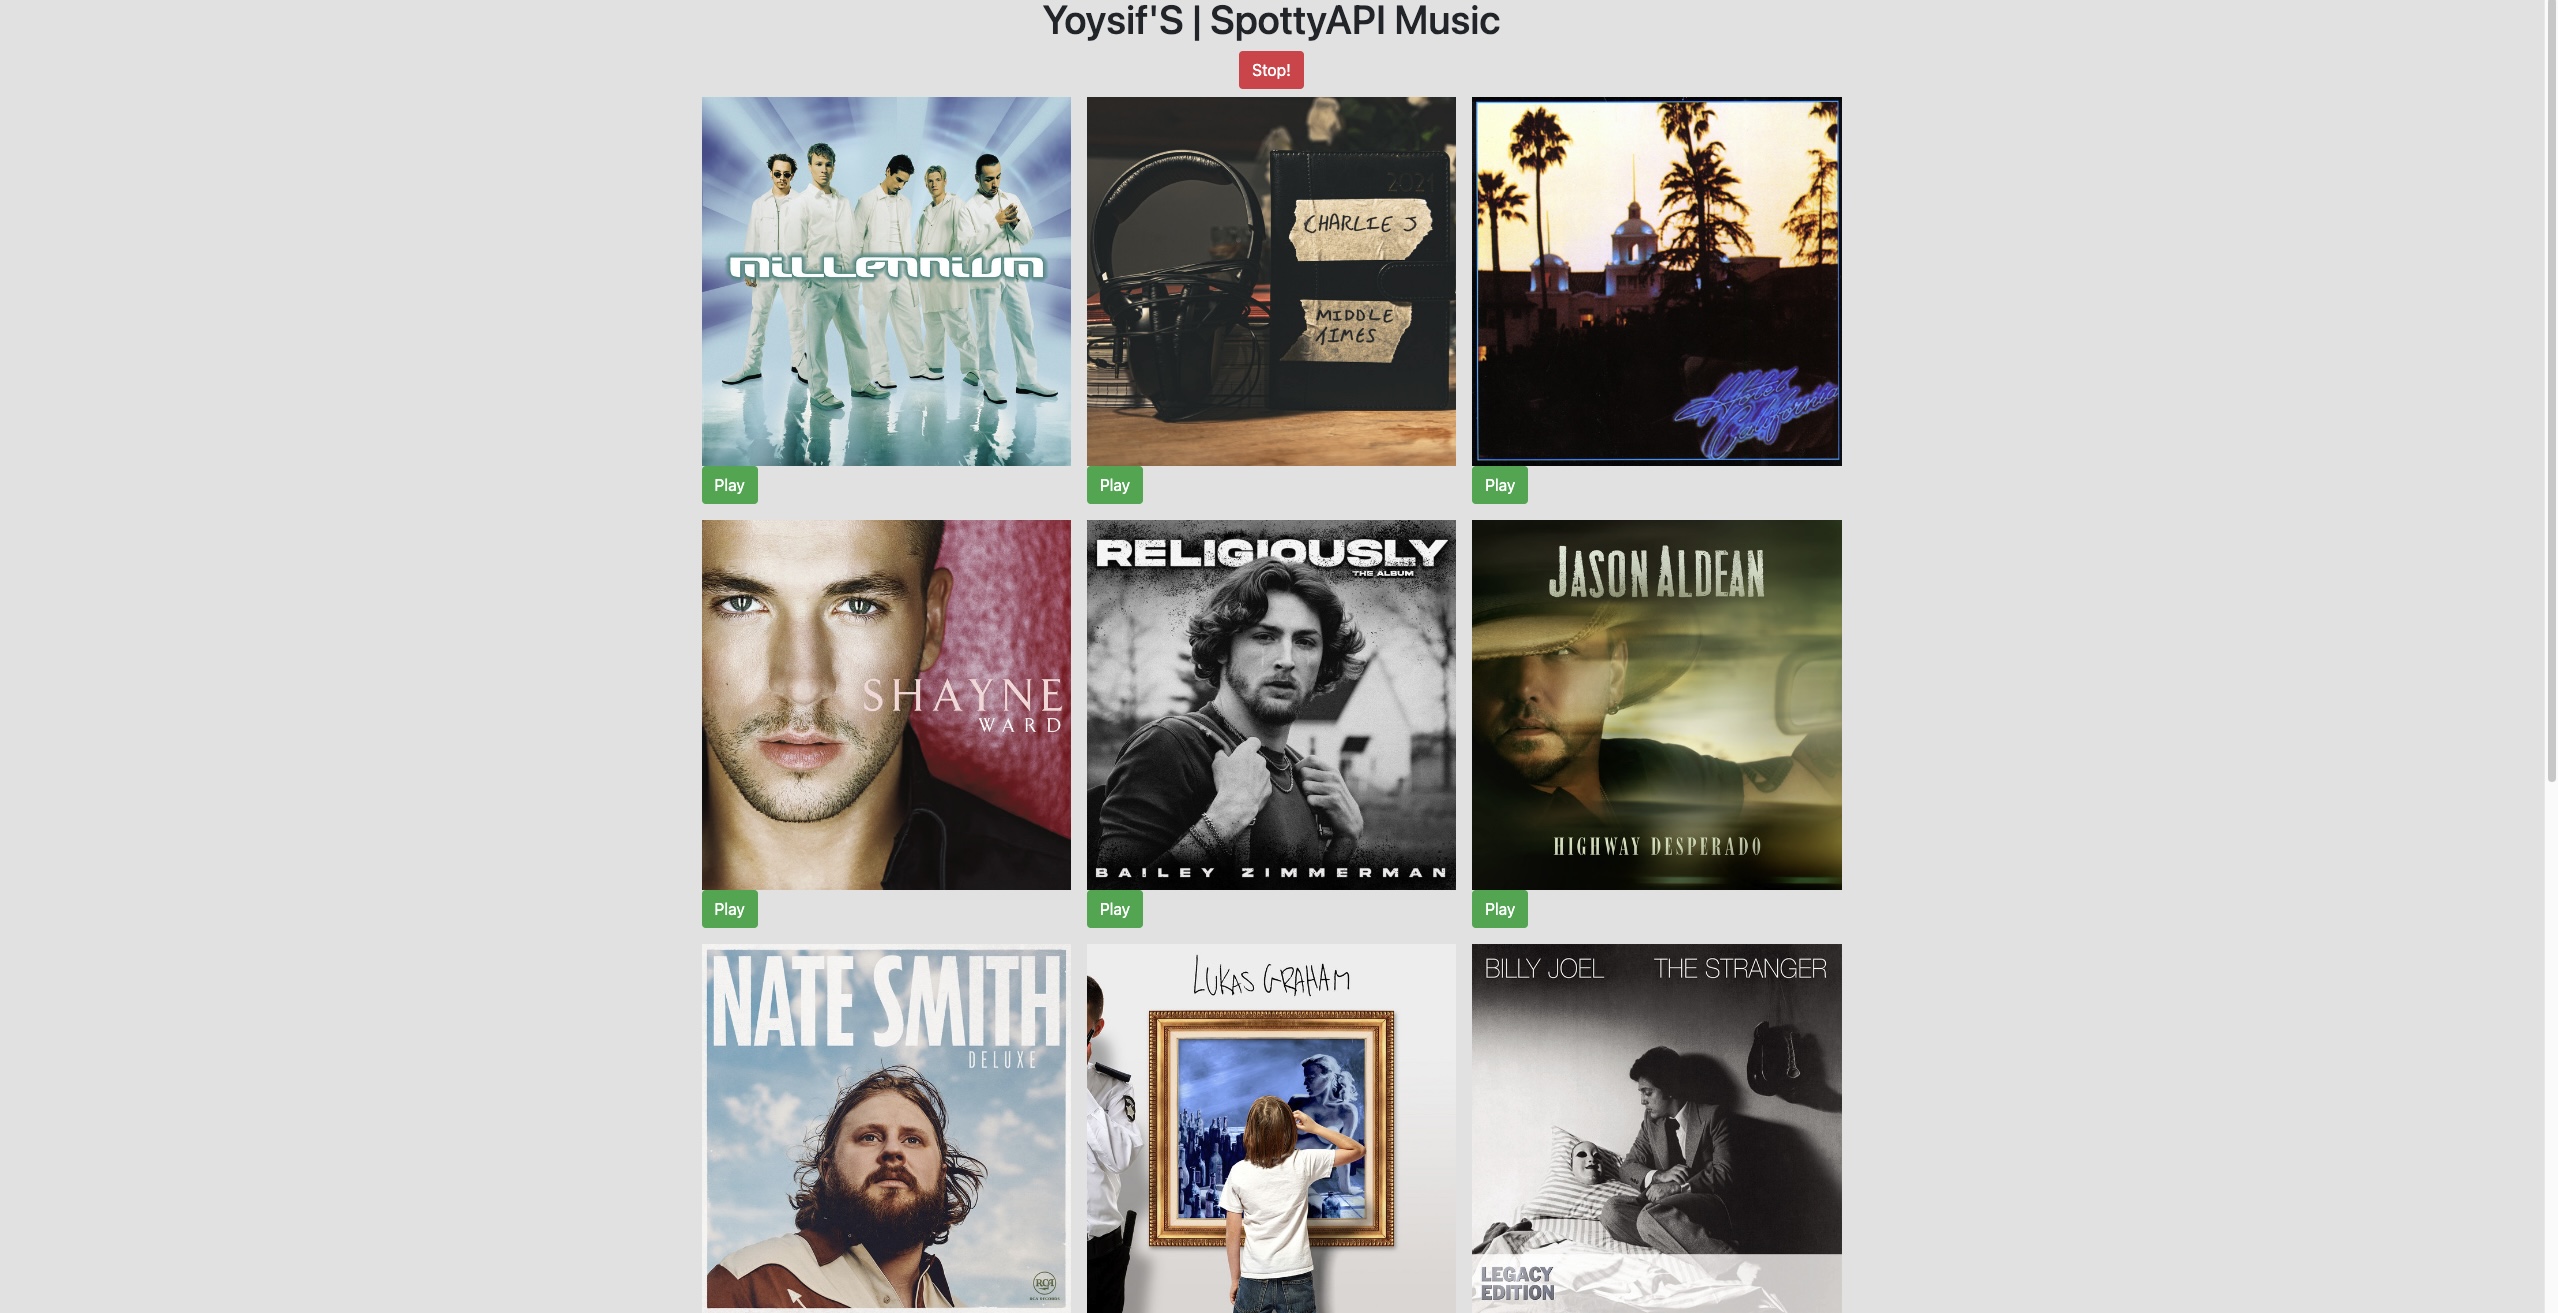 Yoysif'S | SpottyAPI Music
Stop!
MILLENNIUM
2021
CHARLIE J
MIDDLE
TIMES
Hotel
California
Play
Play
Play
SHAYNE
WARD
RELIGIOUSLY
THE ALBUM
BAILEY ZIMMERMAN
JASON ALDEAN
HIGHWAY DESPERADO
Play
Play
Play
NATE SMITH
DELUXE
RCA
RCA RECORDS
LUKAS GRAHAM
BILLY JOEL THE STRANGER
LEGACY
EDITION